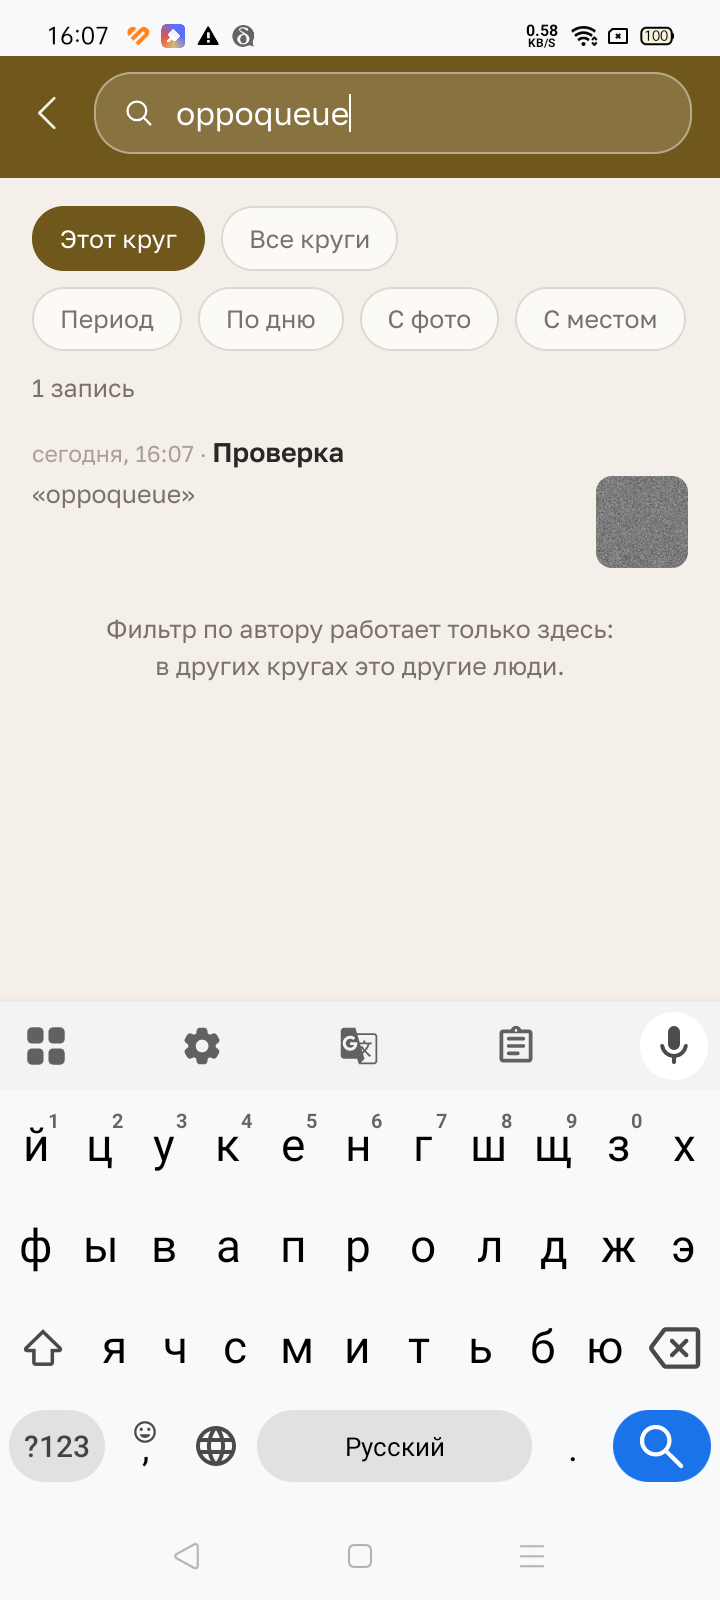 16:07
0.58
KB/S
100
oppoqueue
Этот круг
Все круги
Период
По дню
С фото
С местом
1 запись
сегодня, 16:07 · Проверка
«oppoqueue»
Фильтр по автору работает только здесь:
в других кругах это другие люди.
1 2 3 4 5 6 7 8 9 0
й ц у к е н г ш щ з х
ф ы в а п р о л д ж э
я ч с м и т ь б ю
?123 , Русский .